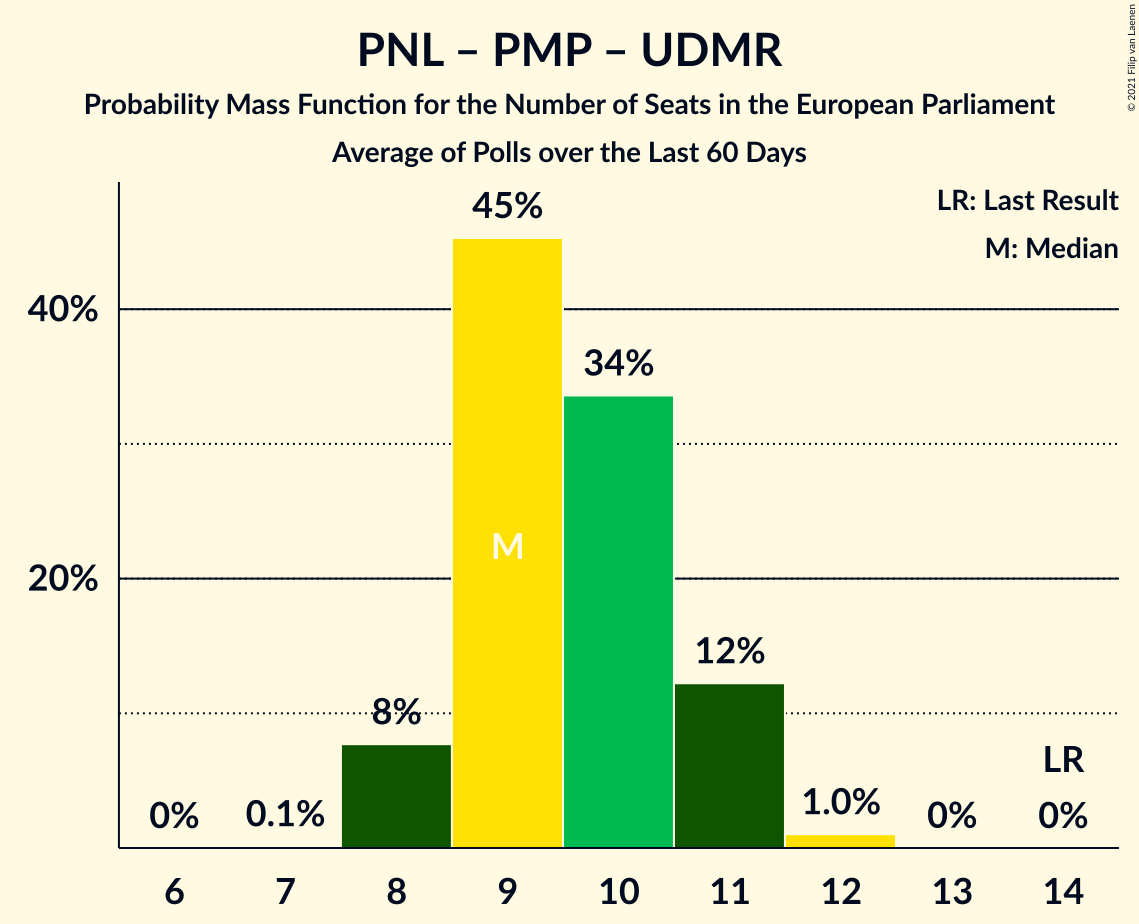 PNL – PMP – UDMR
Probability Mass Function for the Number of Seats in the European Parliament
Average of Polls over the Last 60 Days
© 2021 Filip van Laenen
LR: Last Result
M: Median
45%
40%
34%
M
20%
12%
8%
LR
0%
0.1%
1.0%
0%
0%
6
7
8
9
10
11
12
13
14